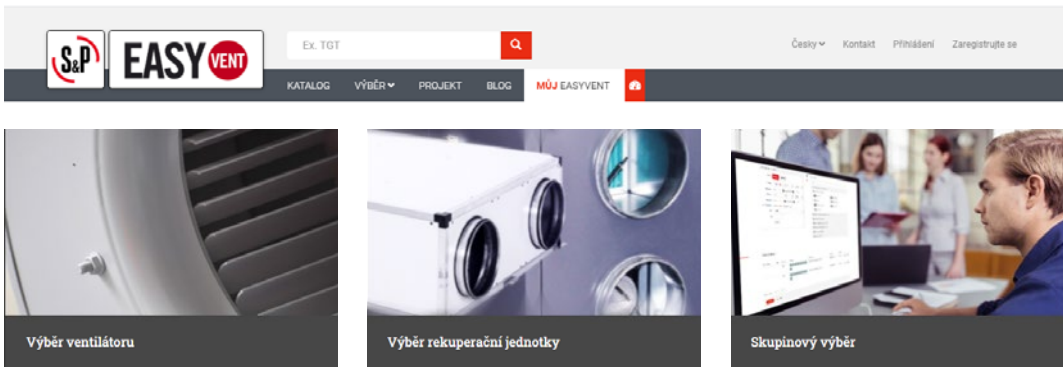 S&P EASY VENT
Ex. TGT
Česky Kontakt Přihlášení Zaregistrujte se
KATALOG VÝBĚR PROJEKT BLOG MŮJ EASYVENT
Výběr ventilátoru
Výběr rekuperační jednotky
Skupinový výběr